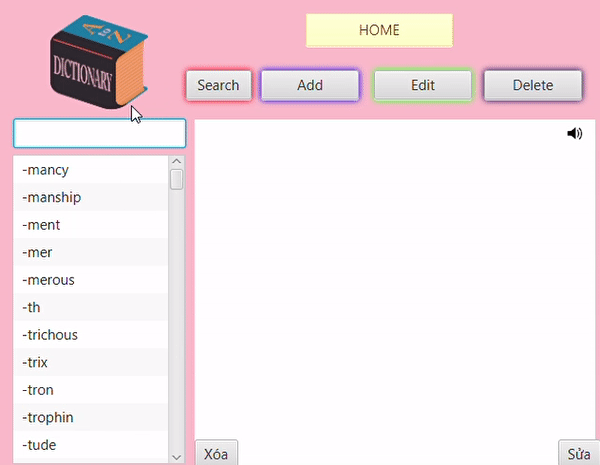 A to Z
DICTIONARY
HOME
Search
Add
Edit
Delete
-mancy
-manship
-ment
-mer
-merous
-th
-trichous
-trix
-tron
-trophin
-tude
Xóa
Sửa